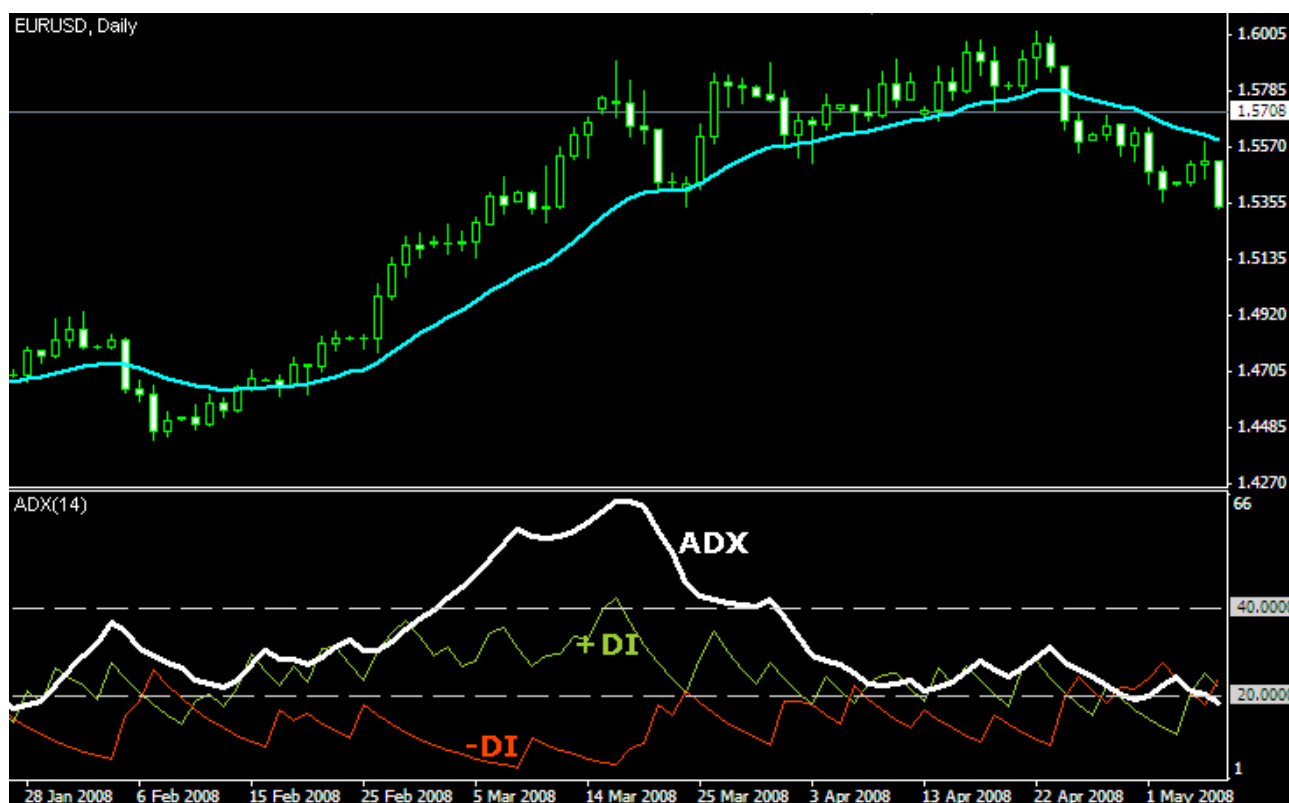 EURUSD, Daily
1.6005
1.5785
1.5708
1.5570
1.5355
1.5135
1.4920
1.4705
1.4485
1.4270
ADX(14)
66
ADX
40.0000
+DI
20.0000
-DI
1
28 Jan 2008 6 Feb 2008 15 Feb 2008 25 Feb 2008 5 Mar 2008 14 Mar 2008 25 Mar 2008 3 Apr 2008 13 Apr 2008 22 Apr 2008 1 May 2008